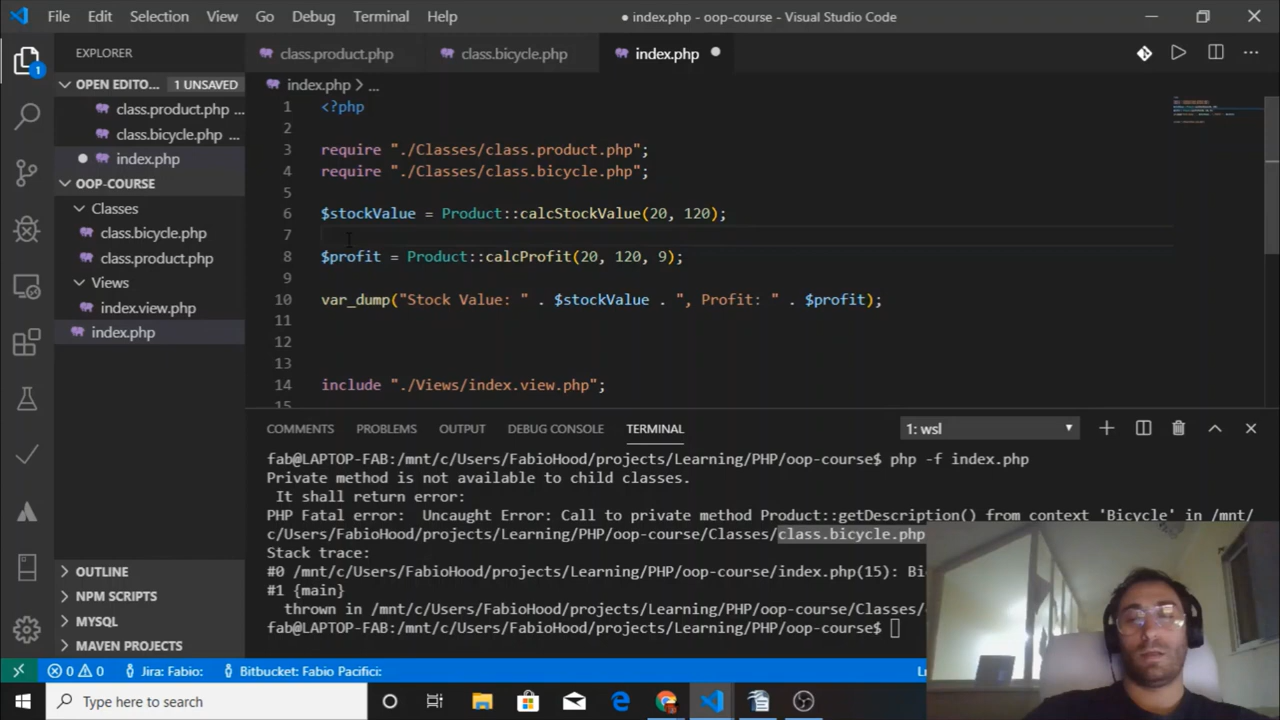 File Edit Selection View Go Debug Terminal Help
● index.php - oop-course - Visual Studio Code
EXPLORER
class.product.php
class.bicycle.php
index.php
OPEN EDITO... 1 UNSAVED
class.product.php ...
class.bicycle.php ...
index.php
OOP-COURSE
Classes
class.bicycle.php
class.product.php
Views
index.view.php
index.php
OUTLINE
NPM SCRIPTS
MYSQL
MAVEN PROJECTS
1
index.php > ...
1 <?php
2
3 require "./Classes/class.product.php";
4 require "./Classes/class.bicycle.php";
5
6 $stockValue = Product::calcStockValue(20, 120);
7
8 $profit = Product::calcProfit(20, 120, 9);
9
10 var_dump("Stock Value: " . $stockValue . ", Profit: " . $profit);
11
12
13
14 include "./Views/index.view.php";
15
COMMENTS PROBLEMS OUTPUT DEBUG CONSOLE TERMINAL
1: wsl
fab@LAPTOP-FAB:/mnt/c/Users/FabioHood/projects/Learning/PHP/oop-course$ php -f index.php
Private method is not available to child classes.
It shall return error:
PHP Fatal error:  Uncaught Error: Call to private method Product::getDescription() from context 'Bicycle' in /mnt/
c/Users/FabioHood/projects/Learning/PHP/oop-course/Classes/class.bicycle.php
Stack trace:
#0 /mnt/c/Users/FabioHood/projects/Learning/PHP/oop-course/index.php(15): Bi
#1 {main}
thrown in /mnt/c/Users/FabioHood/projects/Learning/PHP/oop-course/Classes/
fab@LAPTOP-FAB:/mnt/c/Users/FabioHood/projects/Learning/PHP/oop-course$
0 0 Jira: Fabio: Bitbucket: Fabio Pacifici:
Type here to search